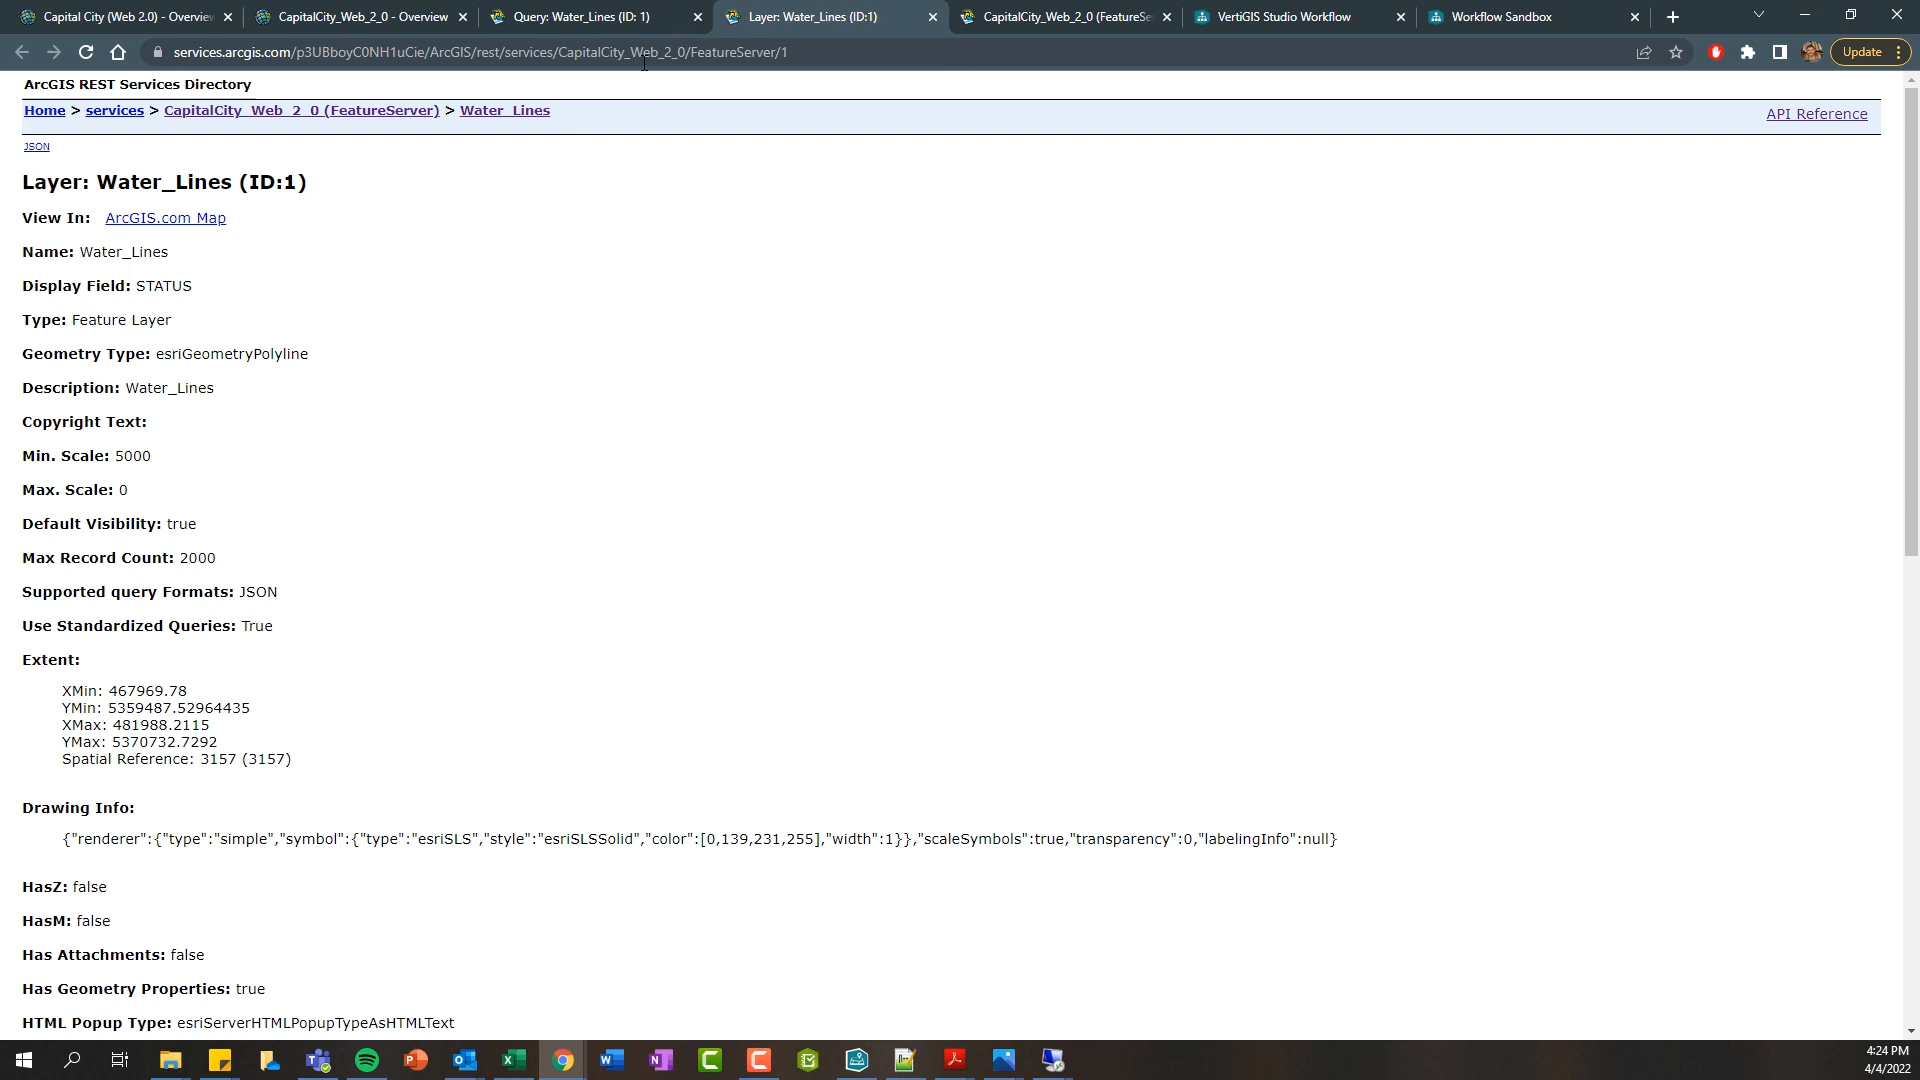 Capital City (Web 2.0) - Overview
CapitalCity_Web_2_0 - Overview
Query: Water_Lines (ID: 1)
Layer: Water_Lines (ID:1)
CapitalCity_Web_2_0 (FeatureSe
VertiGIS Studio Workflow
Workflow Sandbox
services.arcgis.com/p3UBboyC0NH1uCie/ArcGIS/rest/services/CapitalCity_Web_2_0/FeatureServer/1
Update
ArcGIS REST Services Directory
Home > services > CapitalCity_Web_2_0 (FeatureServer) > Water_Lines
API Reference
JSON
Layer: Water_Lines (ID:1)
View In: ArcGIS.com Map
Name: Water_Lines
Display Field: STATUS
Type: Feature Layer
Geometry Type: esriGeometryPolyline
Description: Water_Lines
Copyright Text:
Min. Scale: 5000
Max. Scale: 0
Default Visibility: true
Max Record Count: 2000
Supported query Formats: JSON
Use Standardized Queries: True
Extent:
XMin: 467969.78
YMin: 5359487.52964435
XMax: 481988.2115
YMax: 5370732.7292
Spatial Reference: 3157 (3157)
Drawing Info:
{"renderer":{"type":"simple","symbol":{"type":"esriSLS","style":"esriSLSSolid","color":[0,139,231,255],"width":1}},"scaleSymbols":true,"transparency":0,"labelingInfo":null}
HasZ: false
HasM: false
Has Attachments: false
Has Geometry Properties: true
HTML Popup Type: esriServerHTMLPopupTypeAsHTMLText
4:24 PM
4/4/2022